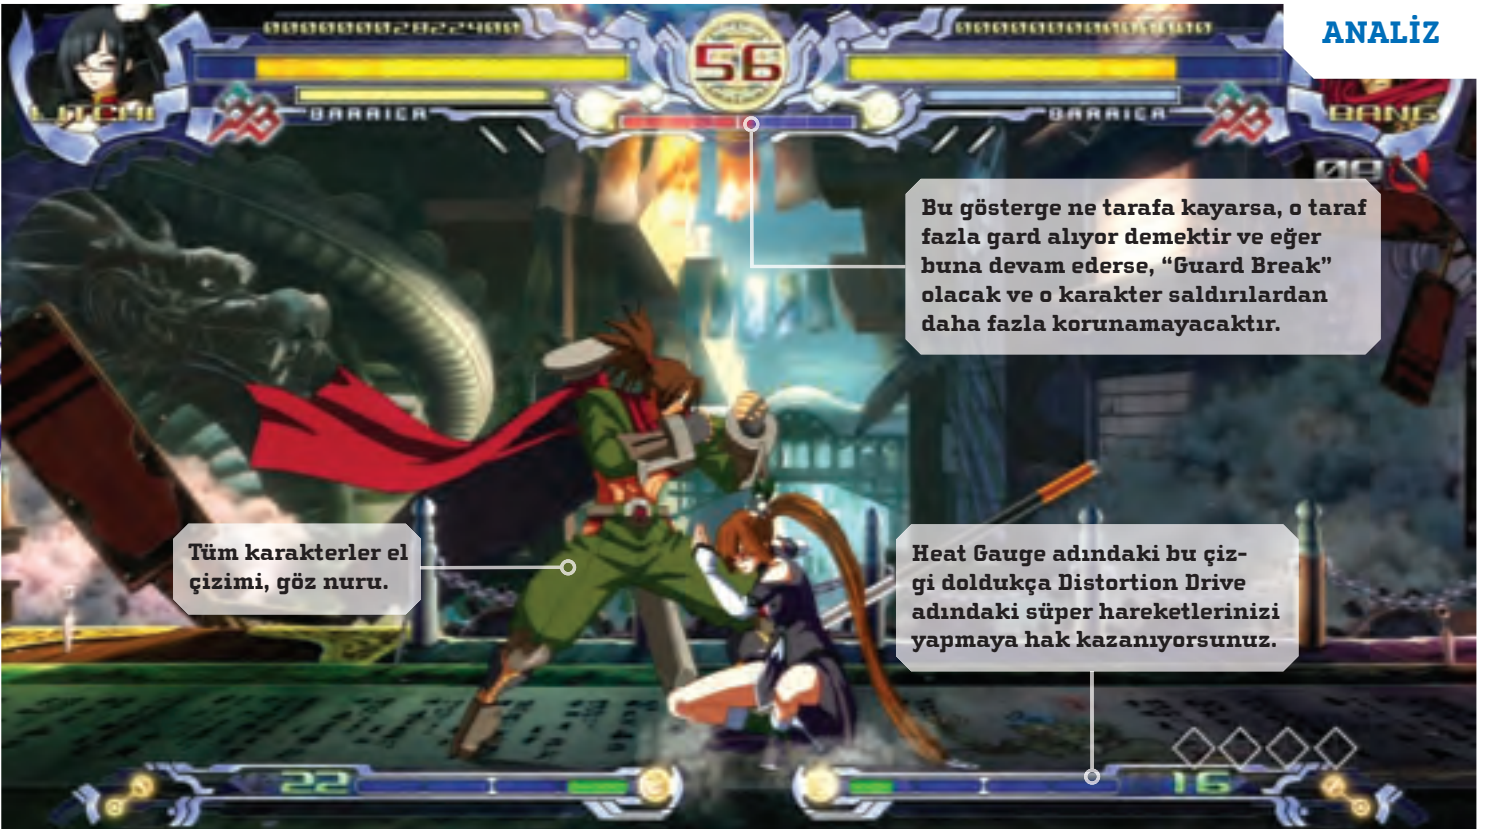 ANALİZ
56
LITCHI
BANG
BARRICA
BARRICA
Bu gösterge ne tarafa kayarsa, o taraf
fazla gard alıyor demektir ve eğer
buna devam ederse, “Guard Break”
olacak ve o karakter saldırılardan
daha fazla korunamayacaktır.
Tüm karakterler el
çizimi, göz nuru.
Heat Gauge adındaki bu çiz-
gi doldukça Distortion Drive
adındaki süper hareketlerinizi
yapmaya hak kazanıyorsunuz.
22
16